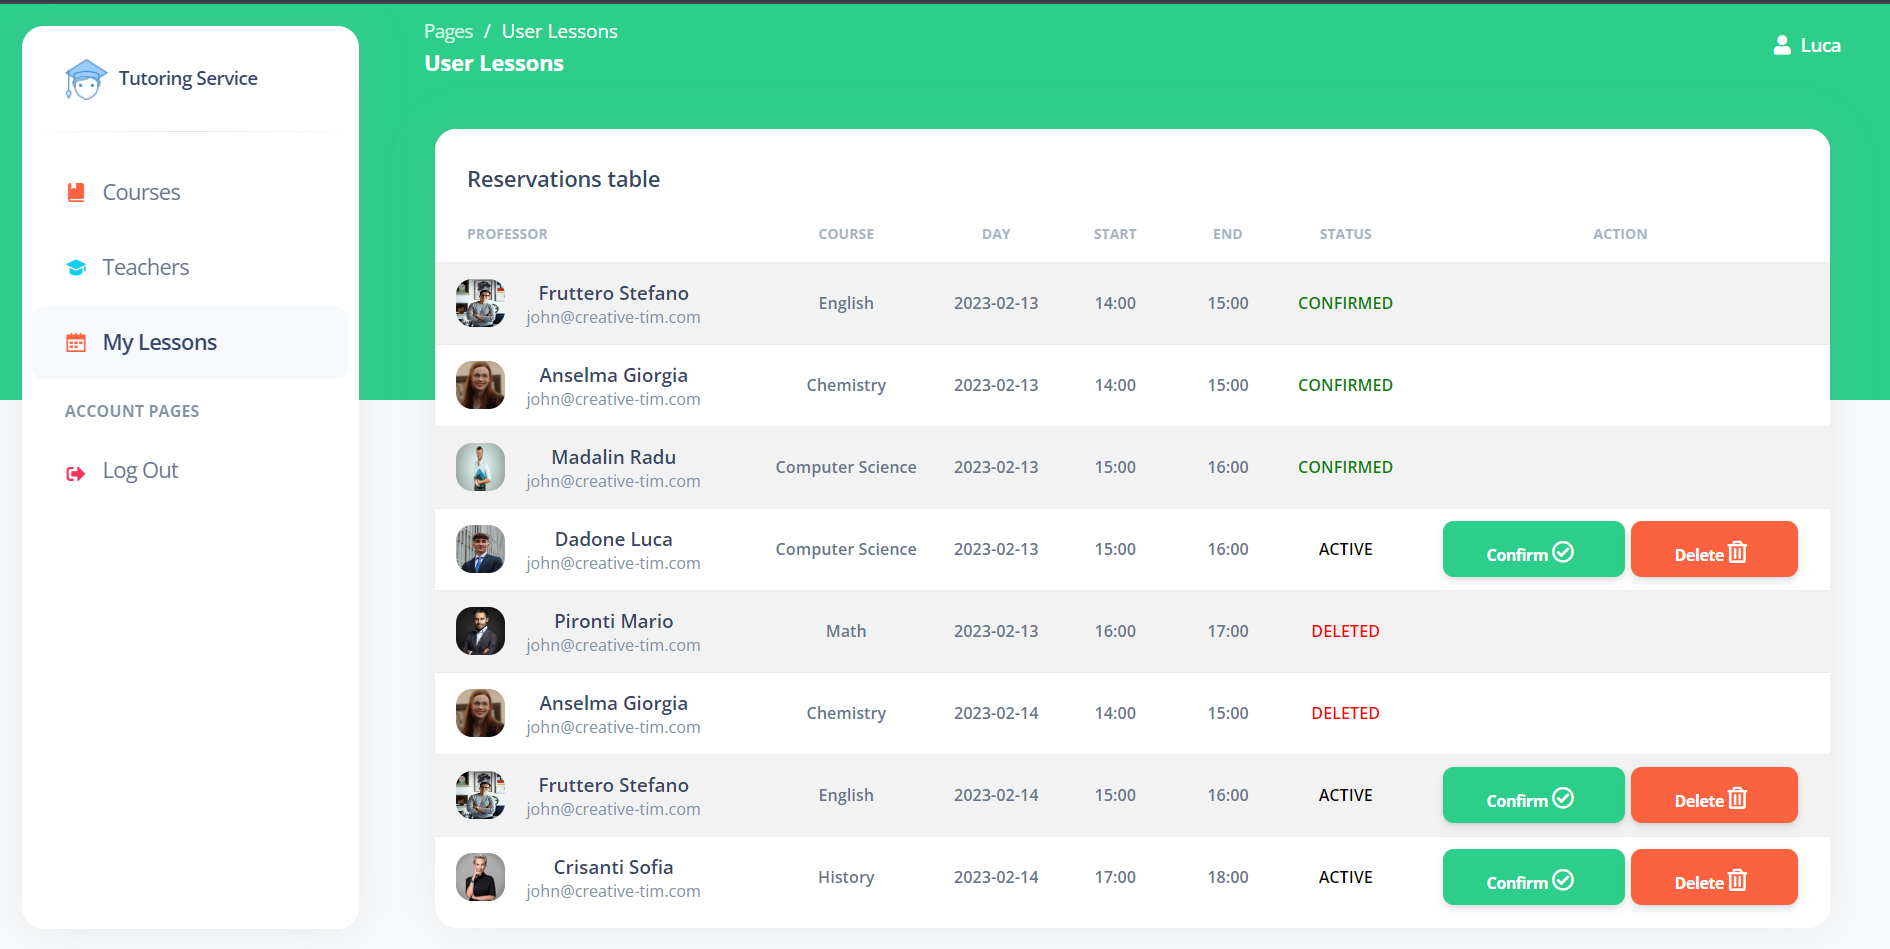 Tutoring Service
Courses
Teachers
My Lessons
ACCOUNT PAGES
Log Out
Pages / User Lessons
User Lessons
Luca
Reservations table
PROFESSOR COURSE DAY START END STATUS ACTION
Fruttero Stefano
john@creative-tim.com
English 2023-02-13 14:00 15:00 CONFIRMED
Anselma Giorgia
john@creative-tim.com
Chemistry 2023-02-13 14:00 15:00 CONFIRMED
Madalin Radu
john@creative-tim.com
Computer Science 2023-02-13 15:00 16:00 CONFIRMED
Dadone Luca
john@creative-tim.com
Computer Science 2023-02-13 15:00 16:00 ACTIVE Confirm Delete
Pironti Mario
john@creative-tim.com
Math 2023-02-13 16:00 17:00 DELETED
Anselma Giorgia
john@creative-tim.com
Chemistry 2023-02-14 14:00 15:00 DELETED
Fruttero Stefano
john@creative-tim.com
English 2023-02-14 15:00 16:00 ACTIVE Confirm Delete
Crisanti Sofia
john@creative-tim.com
History 2023-02-14 17:00 18:00 ACTIVE Confirm Delete